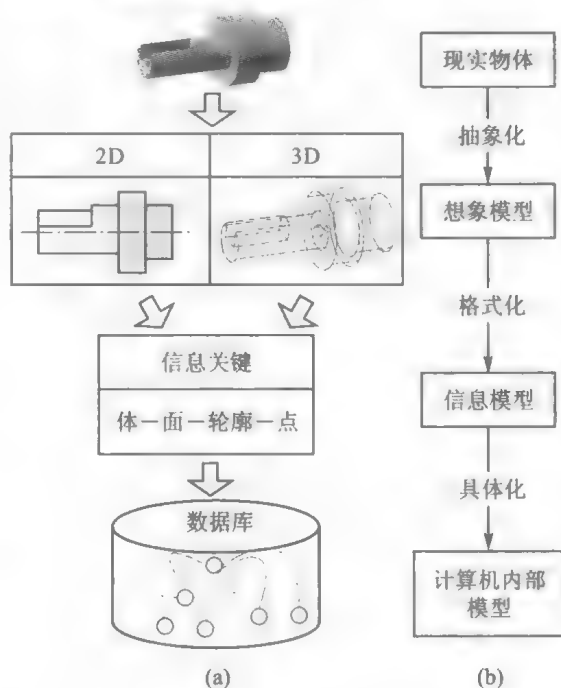 2D
3D
信息关键
体－面－轮廓－点
数据库
(a)
现实物体
抽象化
想象模型
格式化
信息模型
具体化
计算机内部
模型
(b)